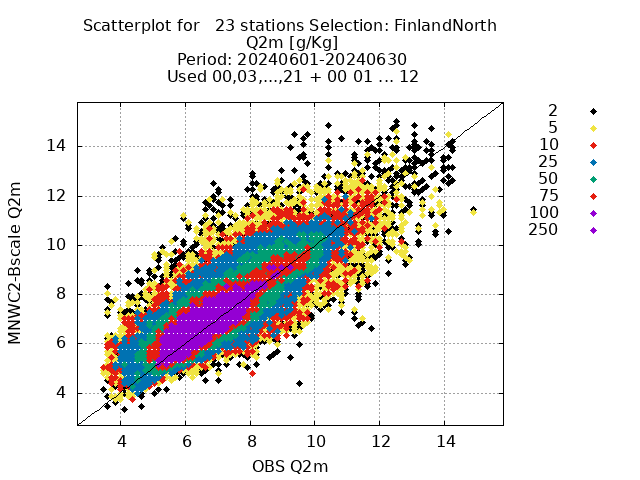 Scatterplot for   23 stations Selection: FinlandNorth
Q2m [g/Kg]
Period: 20240601-20240630
Used 00,03,...,21 + 00 01 ... 12
2
5
10
25
50
75
100
250
MNWC2-Bscale Q2m
14
12
10
8
6
4
4 6 8 10 12 14
OBS Q2m